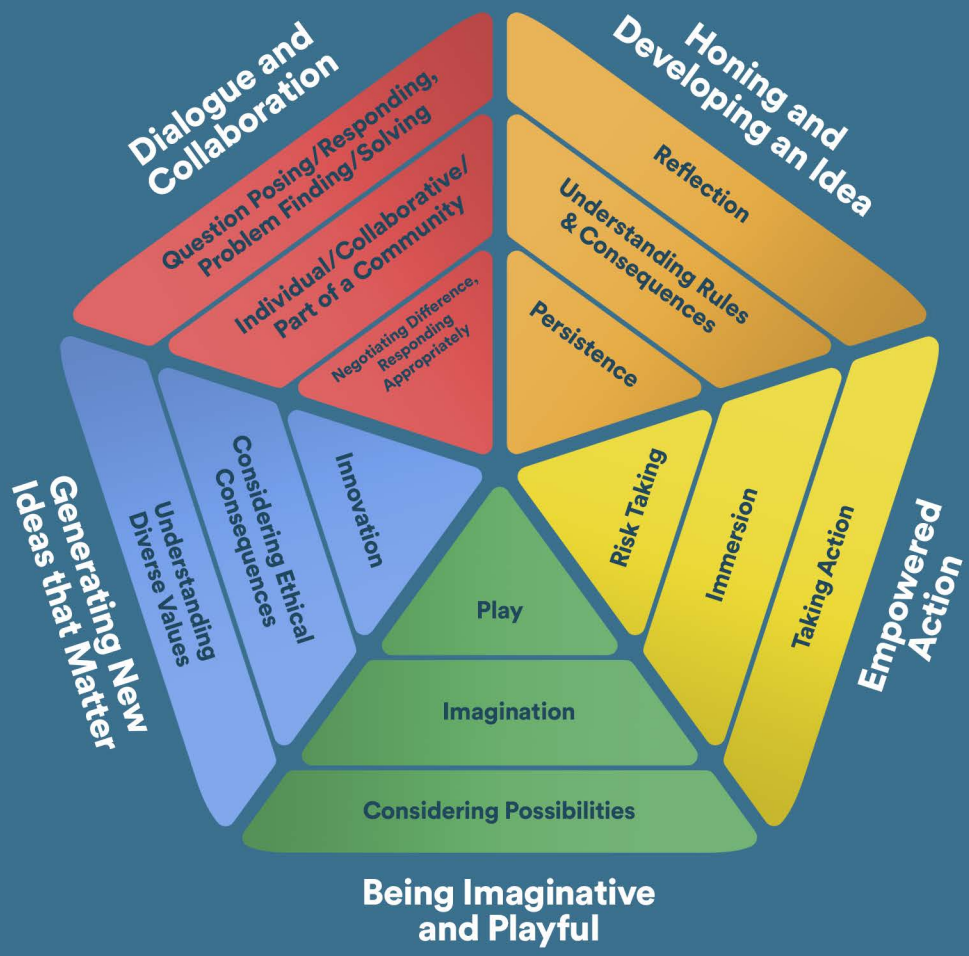 Dialogue and
Collaboration
Question Posing/Responding,
Problem Finding/Solving
Individual/Collaborative/
Part of a Community
Negotiating Difference,
Responding
Appropriately
Honing and
Developing an Idea
Reflection
Understanding Rules
& Consequences
Persistence
Empowered
Action
Risk Taking
Immersion
Taking Action
Being Imaginative
and Playful
Play
Imagination
Considering Possibilities
Generating New
Ideas that Matter
Innovation
Considering Ethical
Consequences
Understanding
Diverse Values